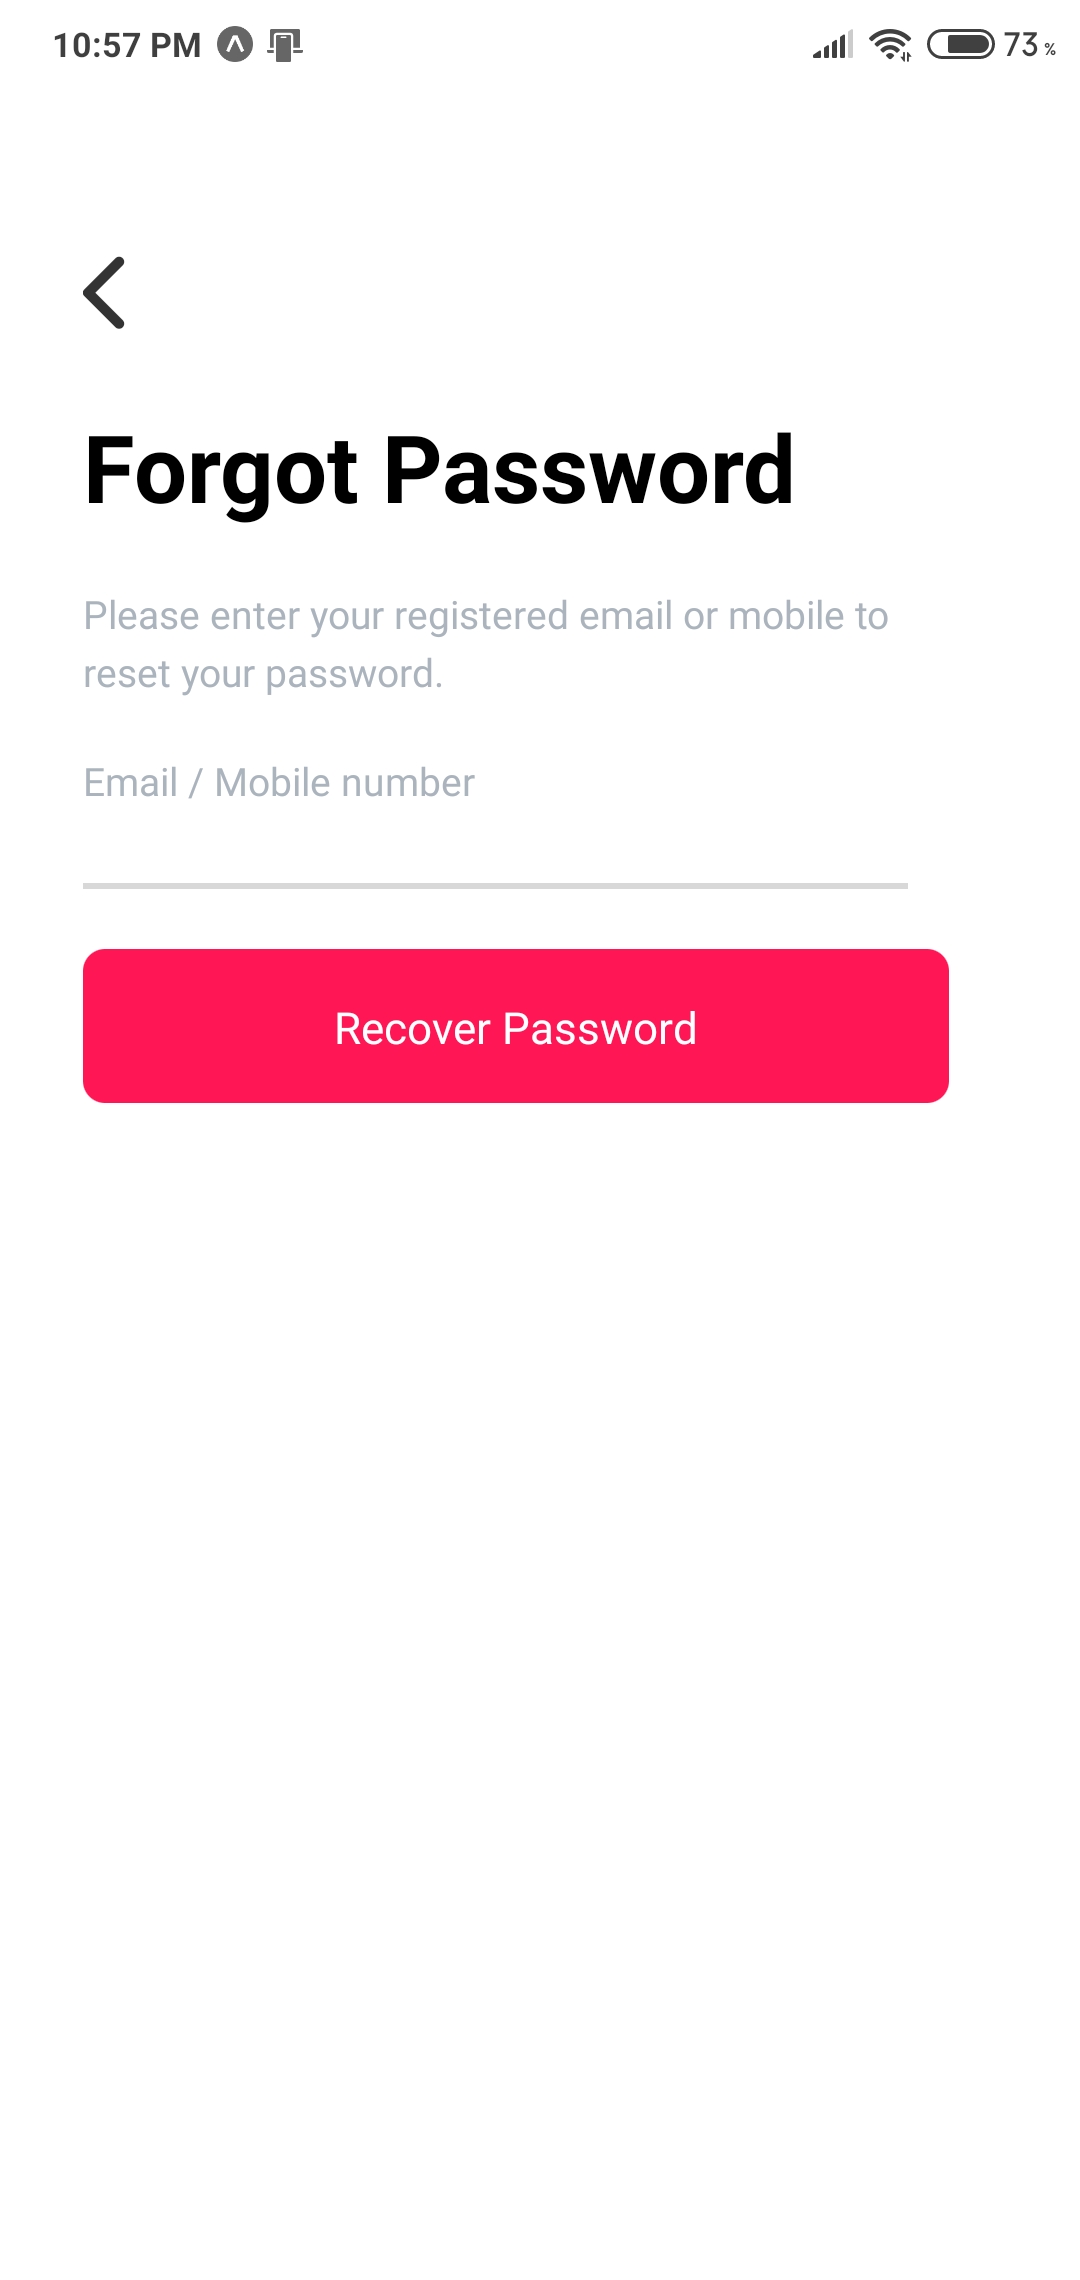 10:57 PM
73 %
Forgot Password
Please enter your registered email or mobile to
reset your password.
Email / Mobile number
Recover Password